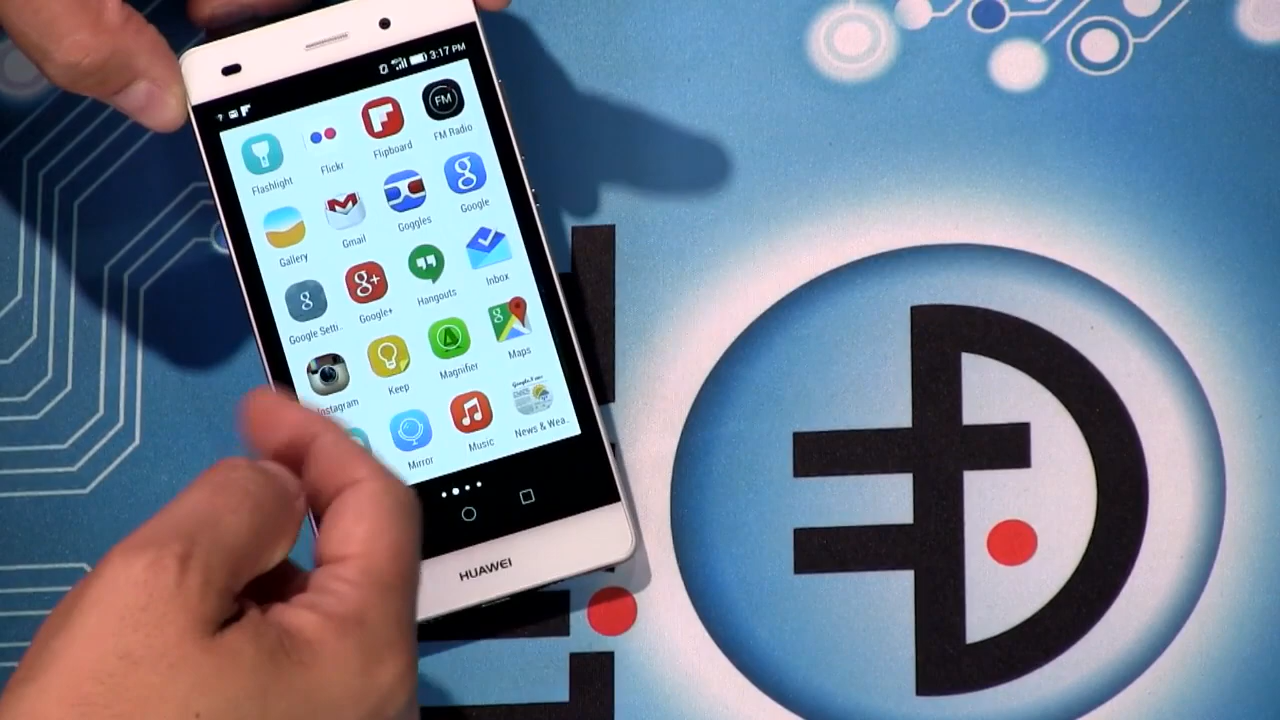 3:17 PM
Flashlight
Flickr
Flipboard
FM
FM Radio
Gallery
Gmail
Goggles
g
Google
g
Google Setti..
g+
Google+
Hangouts
Inbox
Instagram
Keep
Magnifier
g
Maps
Mirror
Music
News & Wea..
HUAWEI